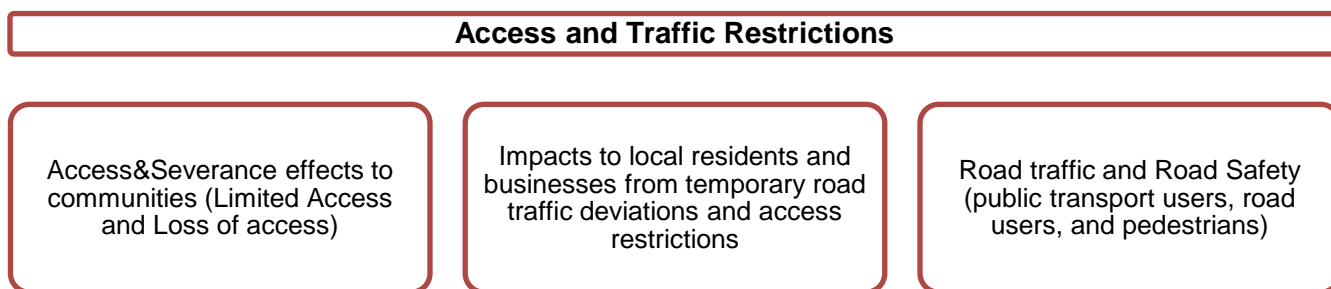 Access and Traffic Restrictions
Access&Severance effects to
communities (Limited Access
and Loss of access)
Impacts to local residents and
businesses from temporary road
traffic deviations and access
restrictions
Road traffic and Road Safety
(public transport users, road
users, and pedestrians)